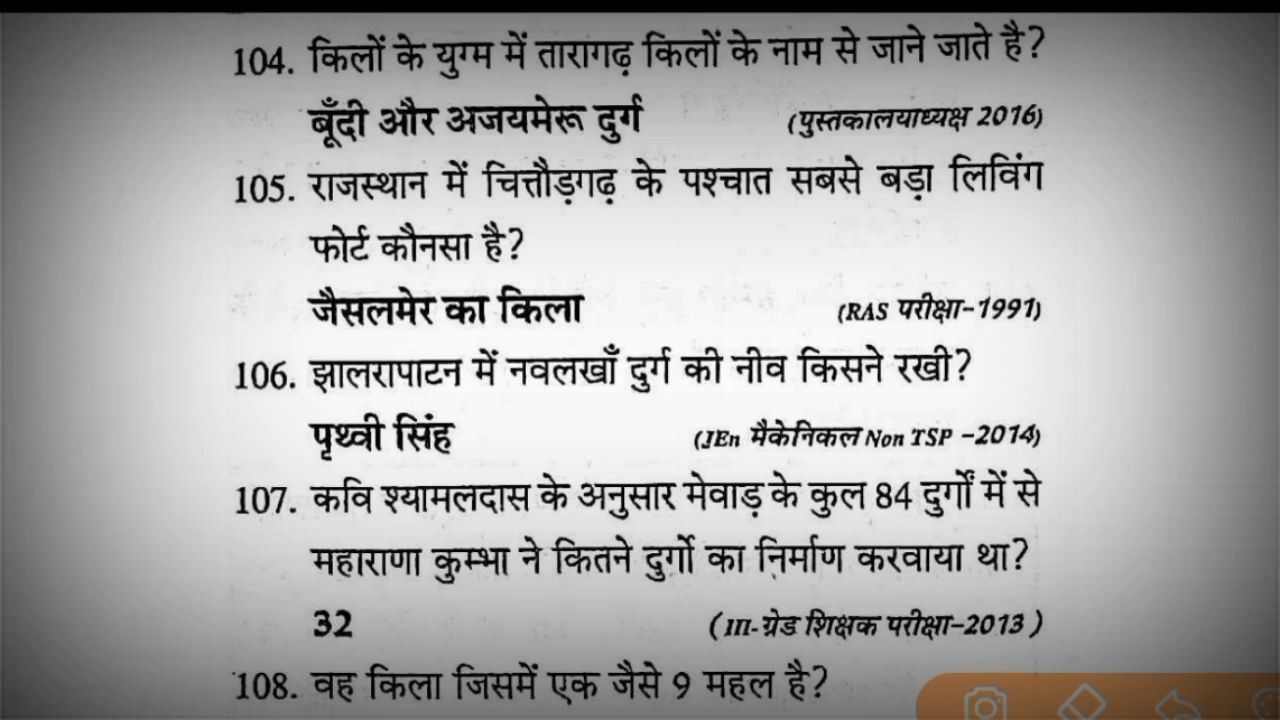 104. किलों के युग्म में तारागढ़ किलों के नाम से जाने जाते है?
बूँदी और अजयमेरू दुर्ग (पुस्तकालयाध्यक्ष 2016)
105. राजस्थान में चित्तौड़गढ़ के पश्चात सबसे बड़ा लिविंग
फोर्ट कौनसा है?
जैसलमेर का किला (RAS परीक्षा-1991)
106. झालरापाटन में नवलखाँ दुर्ग की नीव किसने रखी?
पृथ्वी सिंह (JEn मैकेनिकल Non TSP -2014)
107. कवि श्यामलदास के अनुसार मेवाड़ के कुल 84 दुर्गों में से
महाराणा कुम्भा ने कितने दुर्गो का निर्माण करवाया था?
32 (III-ग्रेड शिक्षक परीक्षा-2013 )
108. वह किला जिसमें एक जैसे 9 महल है?